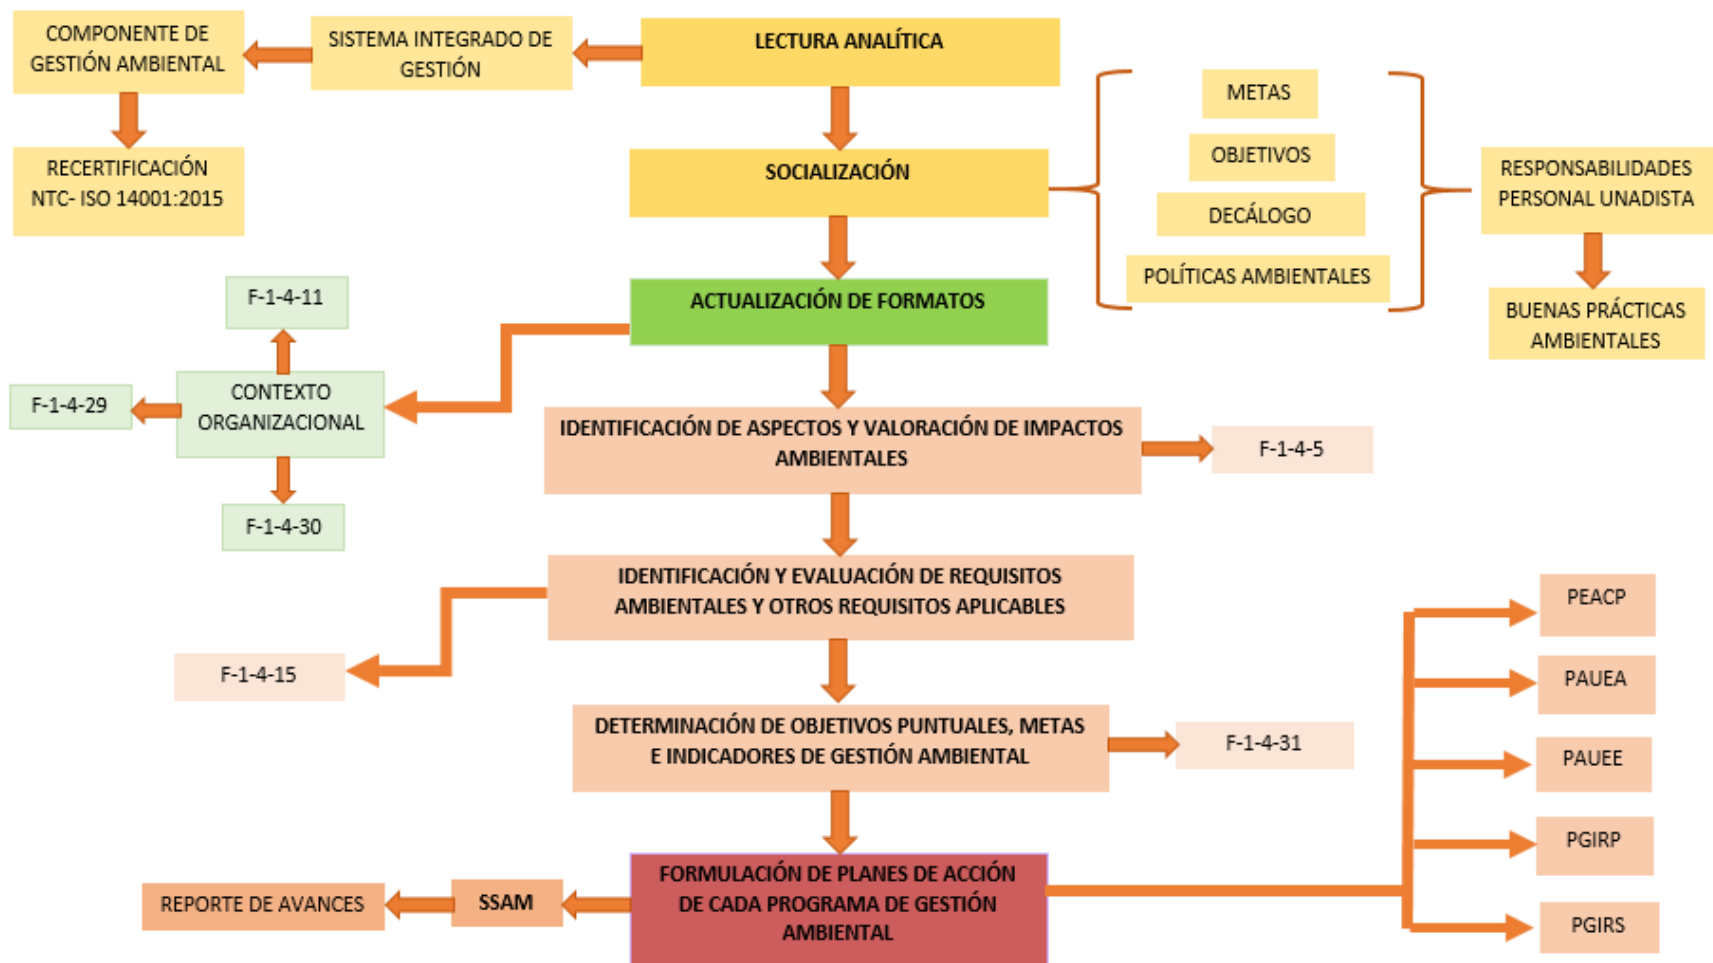 COMPONENTE DE
GESTIÓN AMBIENTAL
SISTEMA INTEGRADO DE
GESTIÓN
LECTURA ANALÍTICA
RECERTIFICACIÓN
NTC- ISO 14001:2015
SOCIALIZACIÓN
METAS
OBJETIVOS
DECÁLOGO
POLÍTICAS AMBIENTALES
RESPONSABILIDADES
PERSONAL UNADISTA
BUENAS PRÁCTICAS
AMBIENTALES
ACTUALIZACIÓN DE FORMATOS
F-1-4-11
CONTEXTO
ORGANIZACIONAL
F-1-4-29
F-1-4-30
IDENTIFICACIÓN DE ASPECTOS Y VALORACIÓN DE IMPACTOS
AMBIENTALES
F-1-4-5
IDENTIFICACIÓN Y EVALUACIÓN DE REQUISITOS
AMBIENTALES Y OTROS REQUISITOS APLICABLES
F-1-4-15
DETERMINACIÓN DE OBJETIVOS PUNTUALES, METAS
E INDICADORES DE GESTIÓN AMBIENTAL
F-1-4-31
FORMULACIÓN DE PLANES DE ACCIÓN
DE CADA PROGRAMA DE GESTIÓN
AMBIENTAL
SSAM
REPORTE DE AVANCES
PEACP
PAUEA
PAUEE
PGIRP
PGIRS